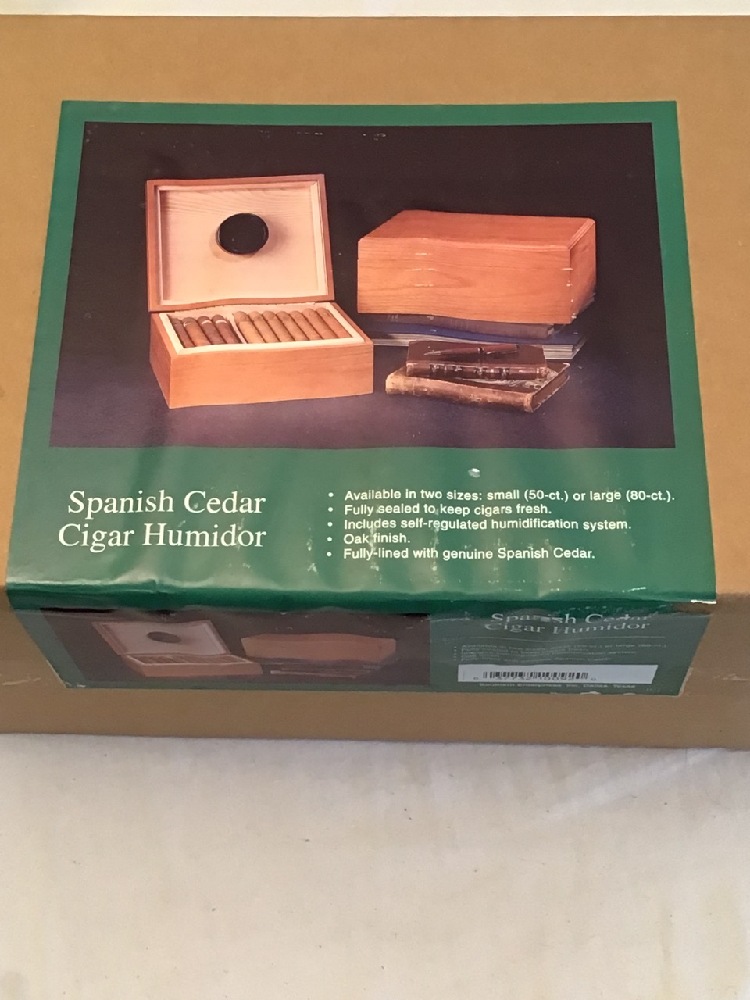 Spanish Cedar
Cigar Humidor
• Available in two sizes: small (50-ct.) or large (80-ct.).
• Fully sealed to keep cigars fresh.
• Includes self-regulated humidification system.
• Oak finish.
• Fully-lined with genuine Spanish Cedar.
Spanish Cedar
Cigar Humidor